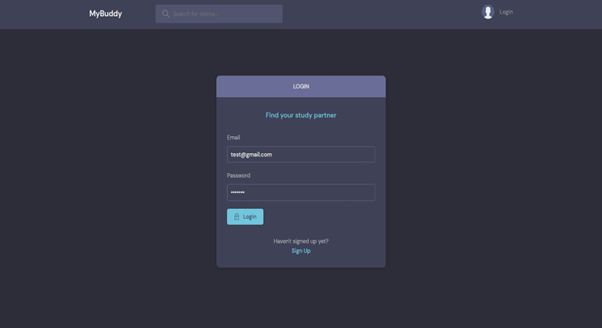 MyBuddy
Search for rooms...
Login
LOGIN
Find your study partner
Email
test@gmail.com
Password
•••••••
Login
Haven't signed up yet?
Sign Up